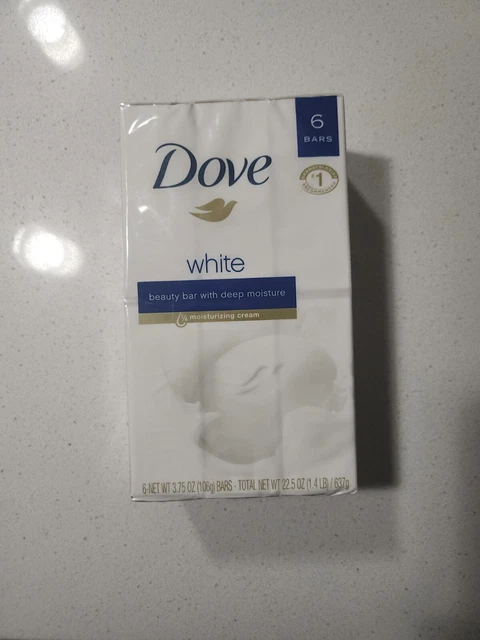 6
BARS
Dove
#1
white
beauty bar with deep moisture
¼ moisturizing cream
6-NET WT 3.75 OZ (106g) BARS - TOTAL NET WT 22.5 OZ (1.4 LB) / 637g